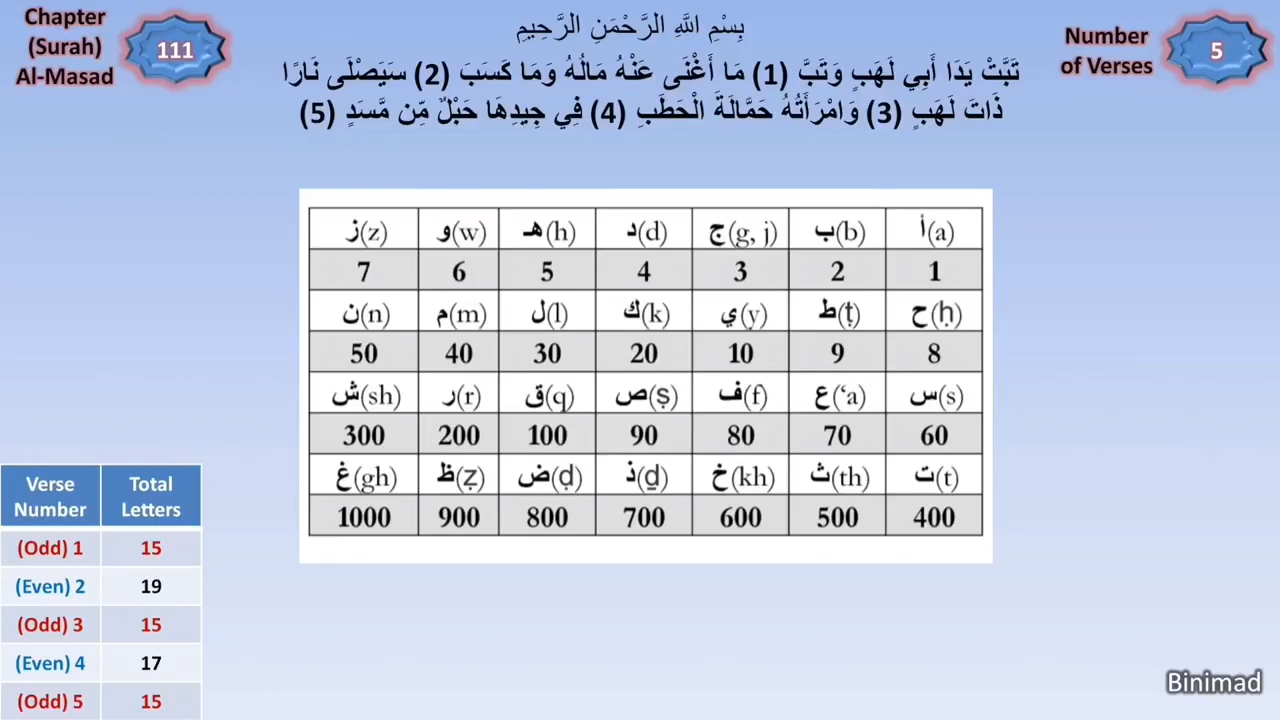 Chapter
(Surah)
Al-Masad
111
بِسْمِ اللَّهِ الرَّحْمَنِ الرَّحِيمِ
تَبَّتْ يَدَا أَبِي لَهَبٍ وَتَبَّ (1) مَا أَغْنَى عَنْهُ مَالُهُ وَمَا كَسَبَ (2) سَيَصْلَى نَارًا
ذَاتَ لَهَبٍ (3) وَامْرَأَتُهُ حَمَّالَةَ الْحَطَبِ (4) فِي جِيدِهَا حَبْلٌ مِّن مَّسَدٍ (5)
Number
of Verses
5
ز(z) و(w) هـ(h) د(d) ج(g, j) ب(b) أ(a)
7 6 5 4 3 2 1
ن(n) م(m) ل(l) ك(k) ي(y) ط(ṭ) ح(ḥ)
50 40 30 20 10 9 8
ش(sh) ر(r) ق(q) ص(ṣ) ف(f) ع(‘a) س(s)
300 200 100 90 80 70 60
غ(gh) ظ(ẓ) ض(ḍ) ذ(ḏ) خ(kh) ث(th) ت(t)
1000 900 800 700 600 500 400
Verse Number Total Letters
(Odd) 1 15
(Even) 2 19
(Odd) 3 15
(Even) 4 17
(Odd) 5 15
Binimad